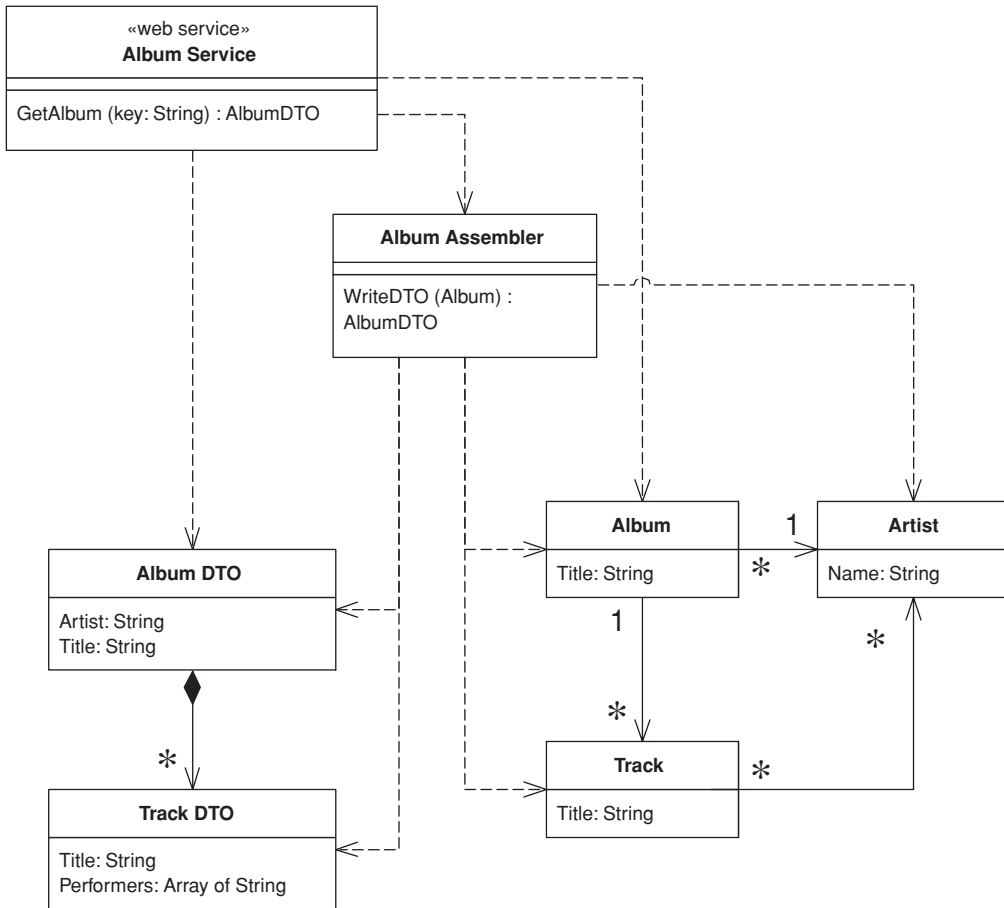 «web service»
Album Service
GetAlbum (key: String) : AlbumDTO
Album Assembler
WriteDTO (Album) :
AlbumDTO
Album
Title: String
1
*
Artist
Name: String
1
*
*
Album DTO
Artist: String
Title: String
*
*
Track
Title: String
*
Track DTO
Title: String
Performers: Array of String